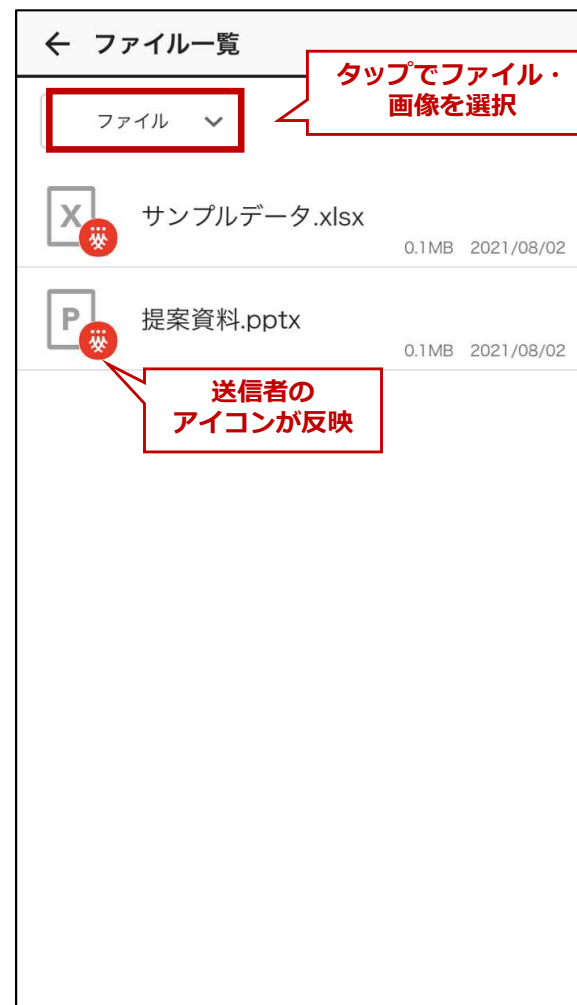 ファイル一覧
タップでファイル・
画像を選択
ファイル
X
サンプルデータ.xlsx
0.1MB 2021/08/02
P
提案資料.pptx
0.1MB 2021/08/02
送信者の
アイコンが反映